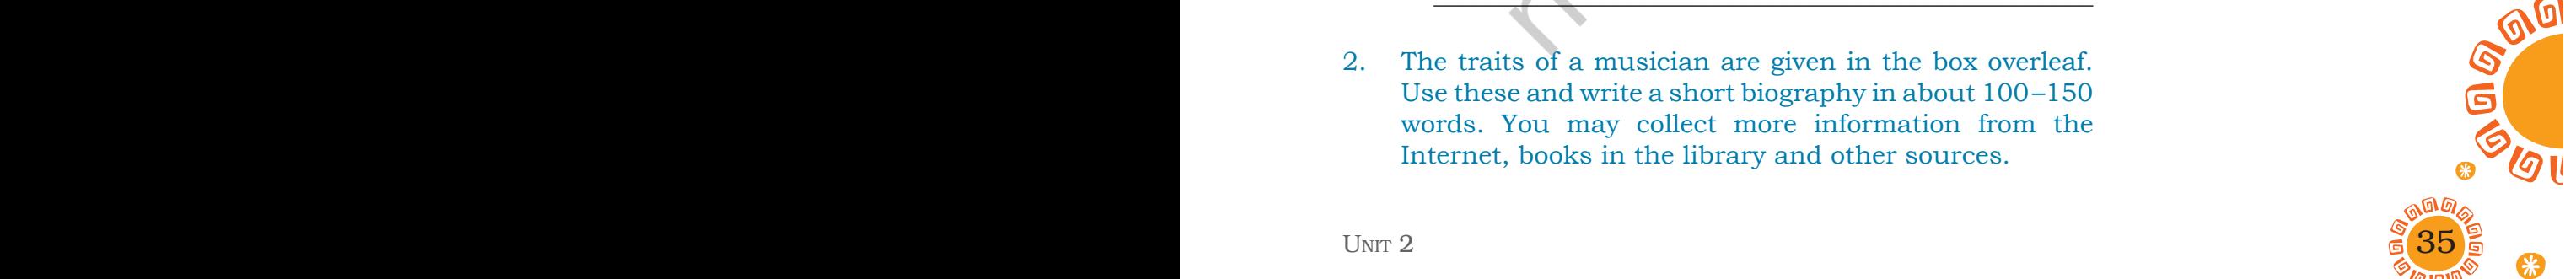 2. The traits of a musician are given in the box overleaf.
Use these and write a short biography in about 100–150
words. You may collect more information from the
Internet, books in the library and other sources.
UNIT 2
35